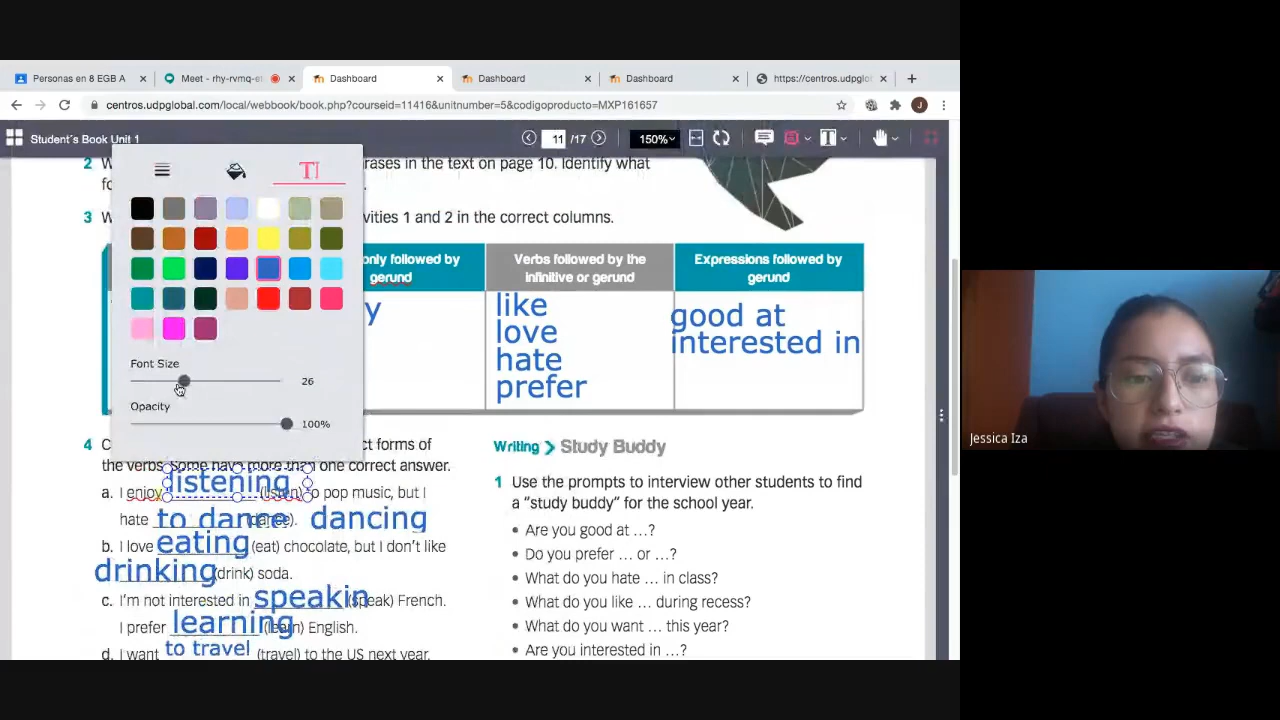 Personas en 8 EGB A
Meet - rhy-rvmq-e
Dashboard
Dashboard
Dashboard
https://centros.udpglobal.c
centros.udpglobal.com/local/webbook/book.php?courseid=11416&unitnumber=5&codigoproducto=MXP161657
J
Student´s Book Unit 1
11 /17
150%
TI
Font Size
26
Opacity
100%
2 W rases in the text on page 10. Identify what
fo
3 W vities 1 and 2 in the correct columns.
only followed by gerund
Verbs followed by the infinitive or gerund
Expressions followed by gerund
y
like
love
hate
prefer
good at
interested in
4 C ct forms of
the verbs. Some have more than one correct answer.
a. I enjoy listening (listen) to pop music, but I
hate to dance (dance). dancing
b. I love eating (eat) chocolate, but I don't like
drinking (drink) soda.
c. I'm not interested in speakin (speak) French.
I prefer learning (learn) English.
d. I want to travel (travel) to the US next year.
Writing Study Buddy
1 Use the prompts to interview other students to find
a "study buddy" for the school year.
• Are you good at …?
• Do you prefer … or …?
• What do you hate … in class?
• What do you like … during recess?
• What do you want … this year?
• Are you interested in …?
Jessica Iza